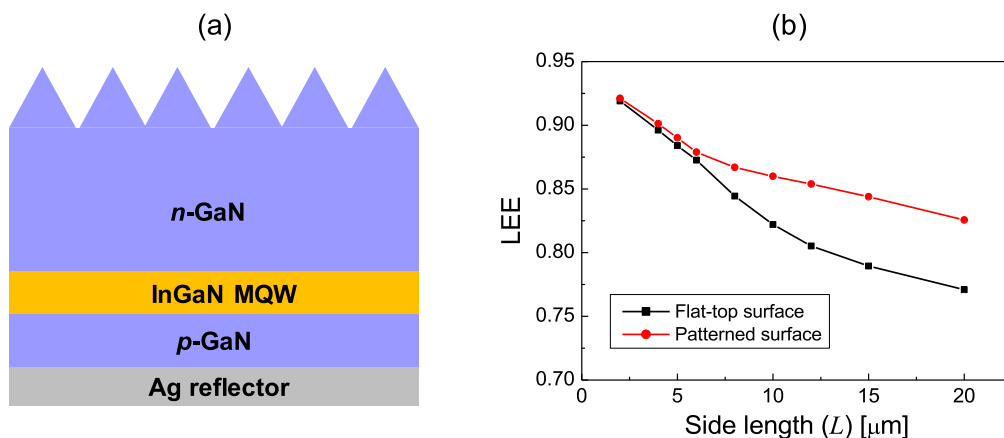 (a)
n-GaN
InGaN MQW
p-GaN
Ag reflector
(b)
LEE
0.95
0.90
0.85
0.80
0.75
0.70
Flat-top surface
Patterned surface
0 5 10 15 20
Side length (L) [μm]